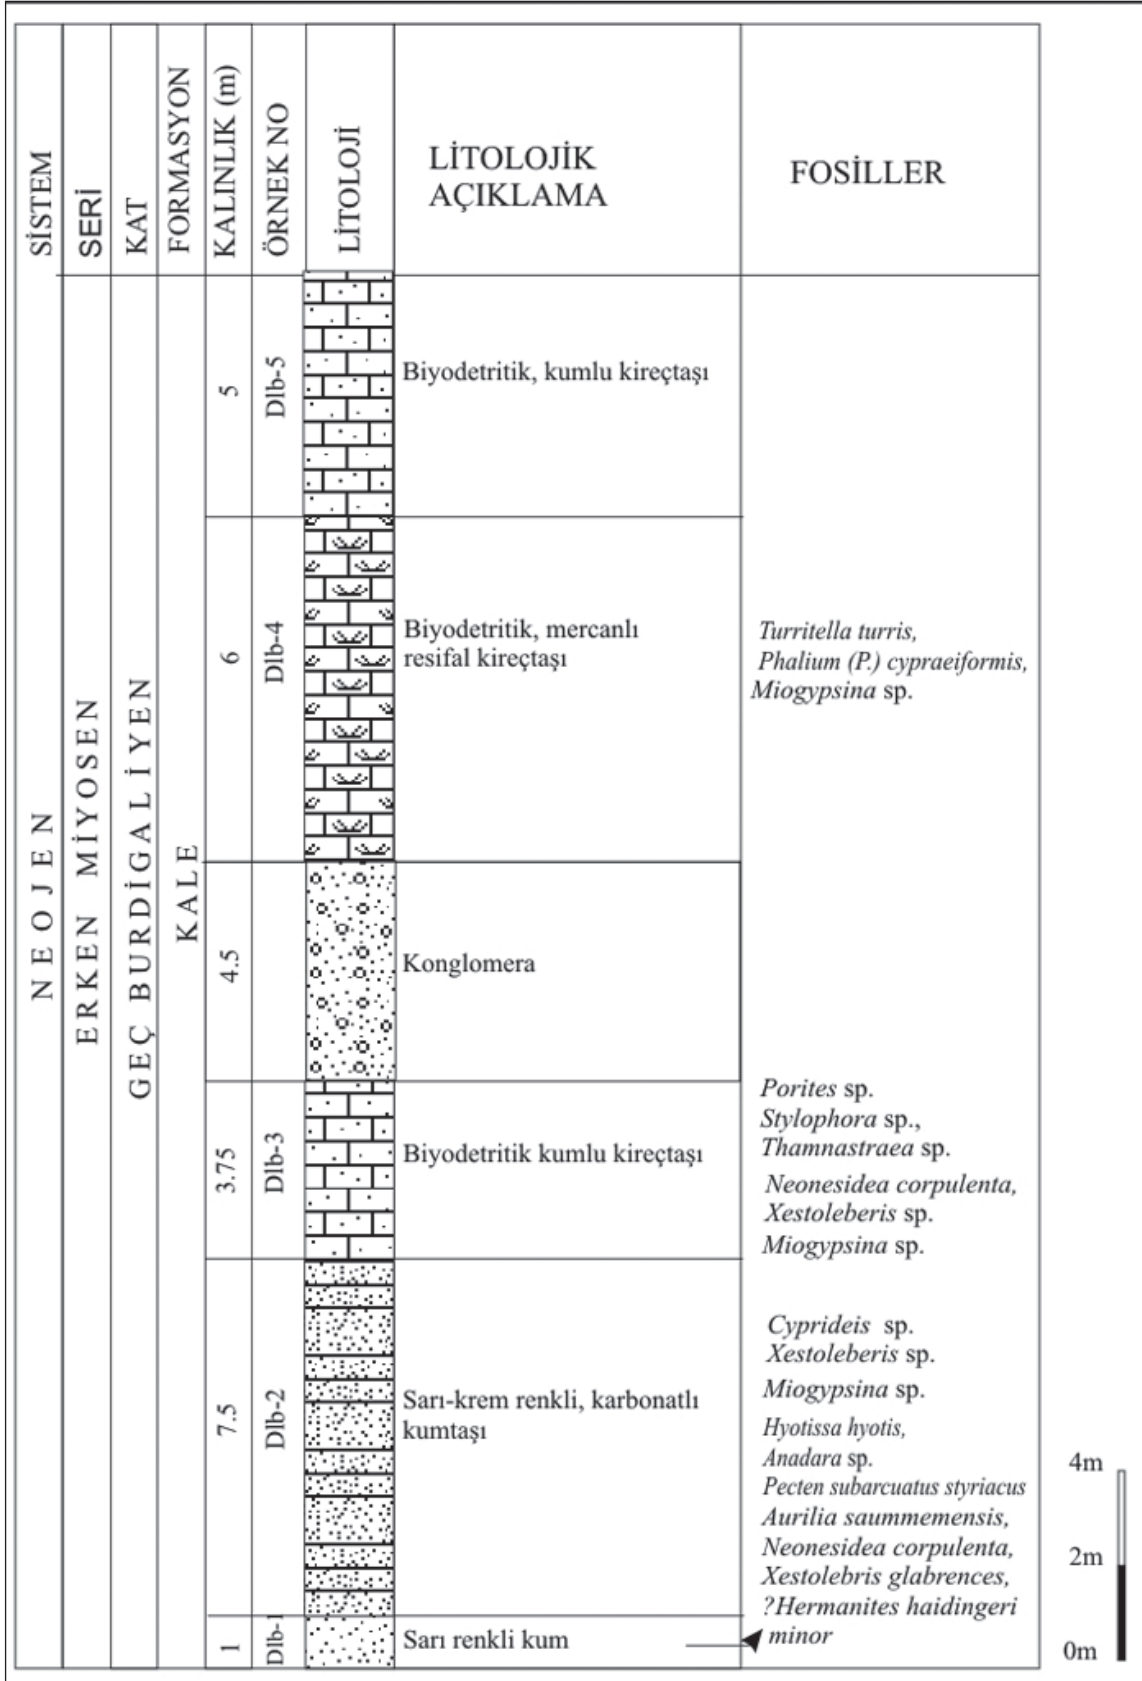 SİSTEM
SERİ
KAT
FORMASYON
KALINLIK (m)
ÖRNEK NO
LİTOLOJİ
LİTOLOJİK
AÇIKLAMA
FOSİLLER
NEOJEN
ERKEN MİYOSEN
GEÇ BURDİGALİYEN
KALE
5
Dlb-5
Biyodetritik, kumlu kireçtaşı
6
Dlb-4
Biyodetritik, mercanlı
resifal kireçtaşı
Turritella turris,
Phalium (P.) cypraeiformis,
Miogypsina sp.
4.5
Konglomera
3.75
Dlb-3
Biyodetritik kumlu kireçtaşı
Porites sp.
Stylophora sp.,
Thamnastraea sp.
Neonesidea corpulenta,
Xestoleberis sp.
Miogypsina sp.
7.5
Dlb-2
Sarı-krem renkli, karbonatlı
kumtaşı
Cyprideis sp.
Xestoleberis sp.
Miogypsina sp.
Hyotissa hyotis,
Anadara sp.
Pecten subarcuatus styriacus
Aurilia saummemensis,
Neonesidea corpulenta,
Xestolebris glabrences,
?Hermanites haidingeri
minor
1
Dlb-1
Sarı renkli kum
4m
2m
0m